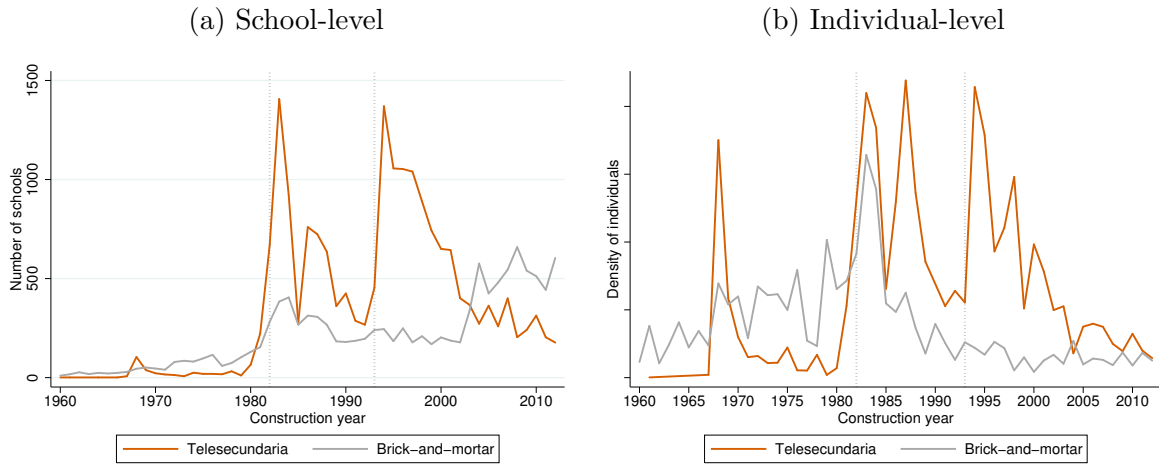 (a) School-level
Number of schools
1500
1000
500
0
1960 1970 1980 1990 2000 2010
Construction year
Telesecundaria Brick−and−mortar
(b) Individual-level
Density of individuals
1960 1965 1970 1975 1980 1985 1990 1995 2000 2005 2010
Construction year
Telesecundaria Brick−and−mortar